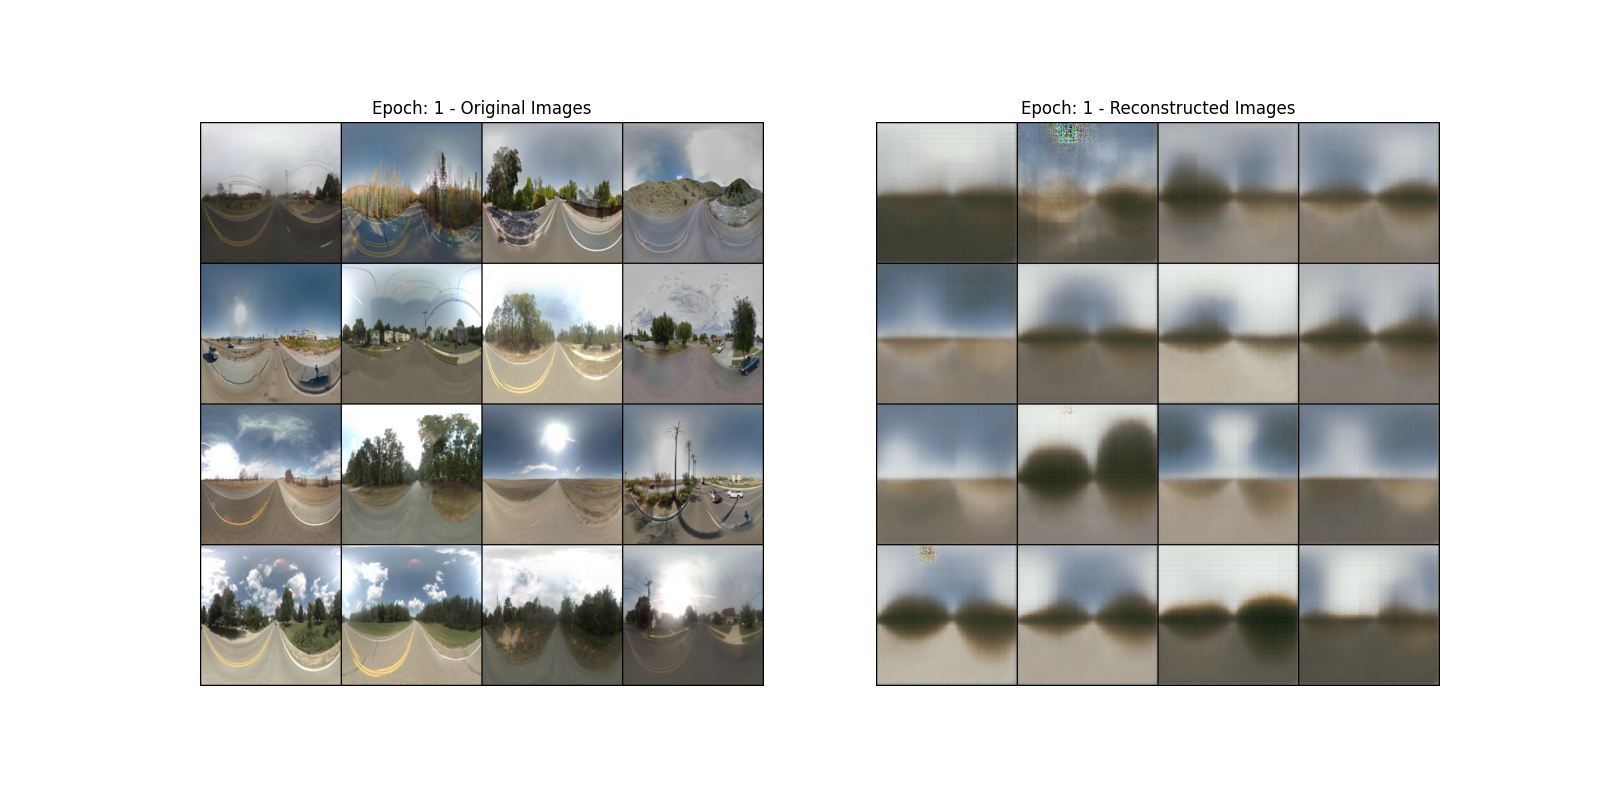 Epoch: 1 - Original Images
Epoch: 1 - Reconstructed Images